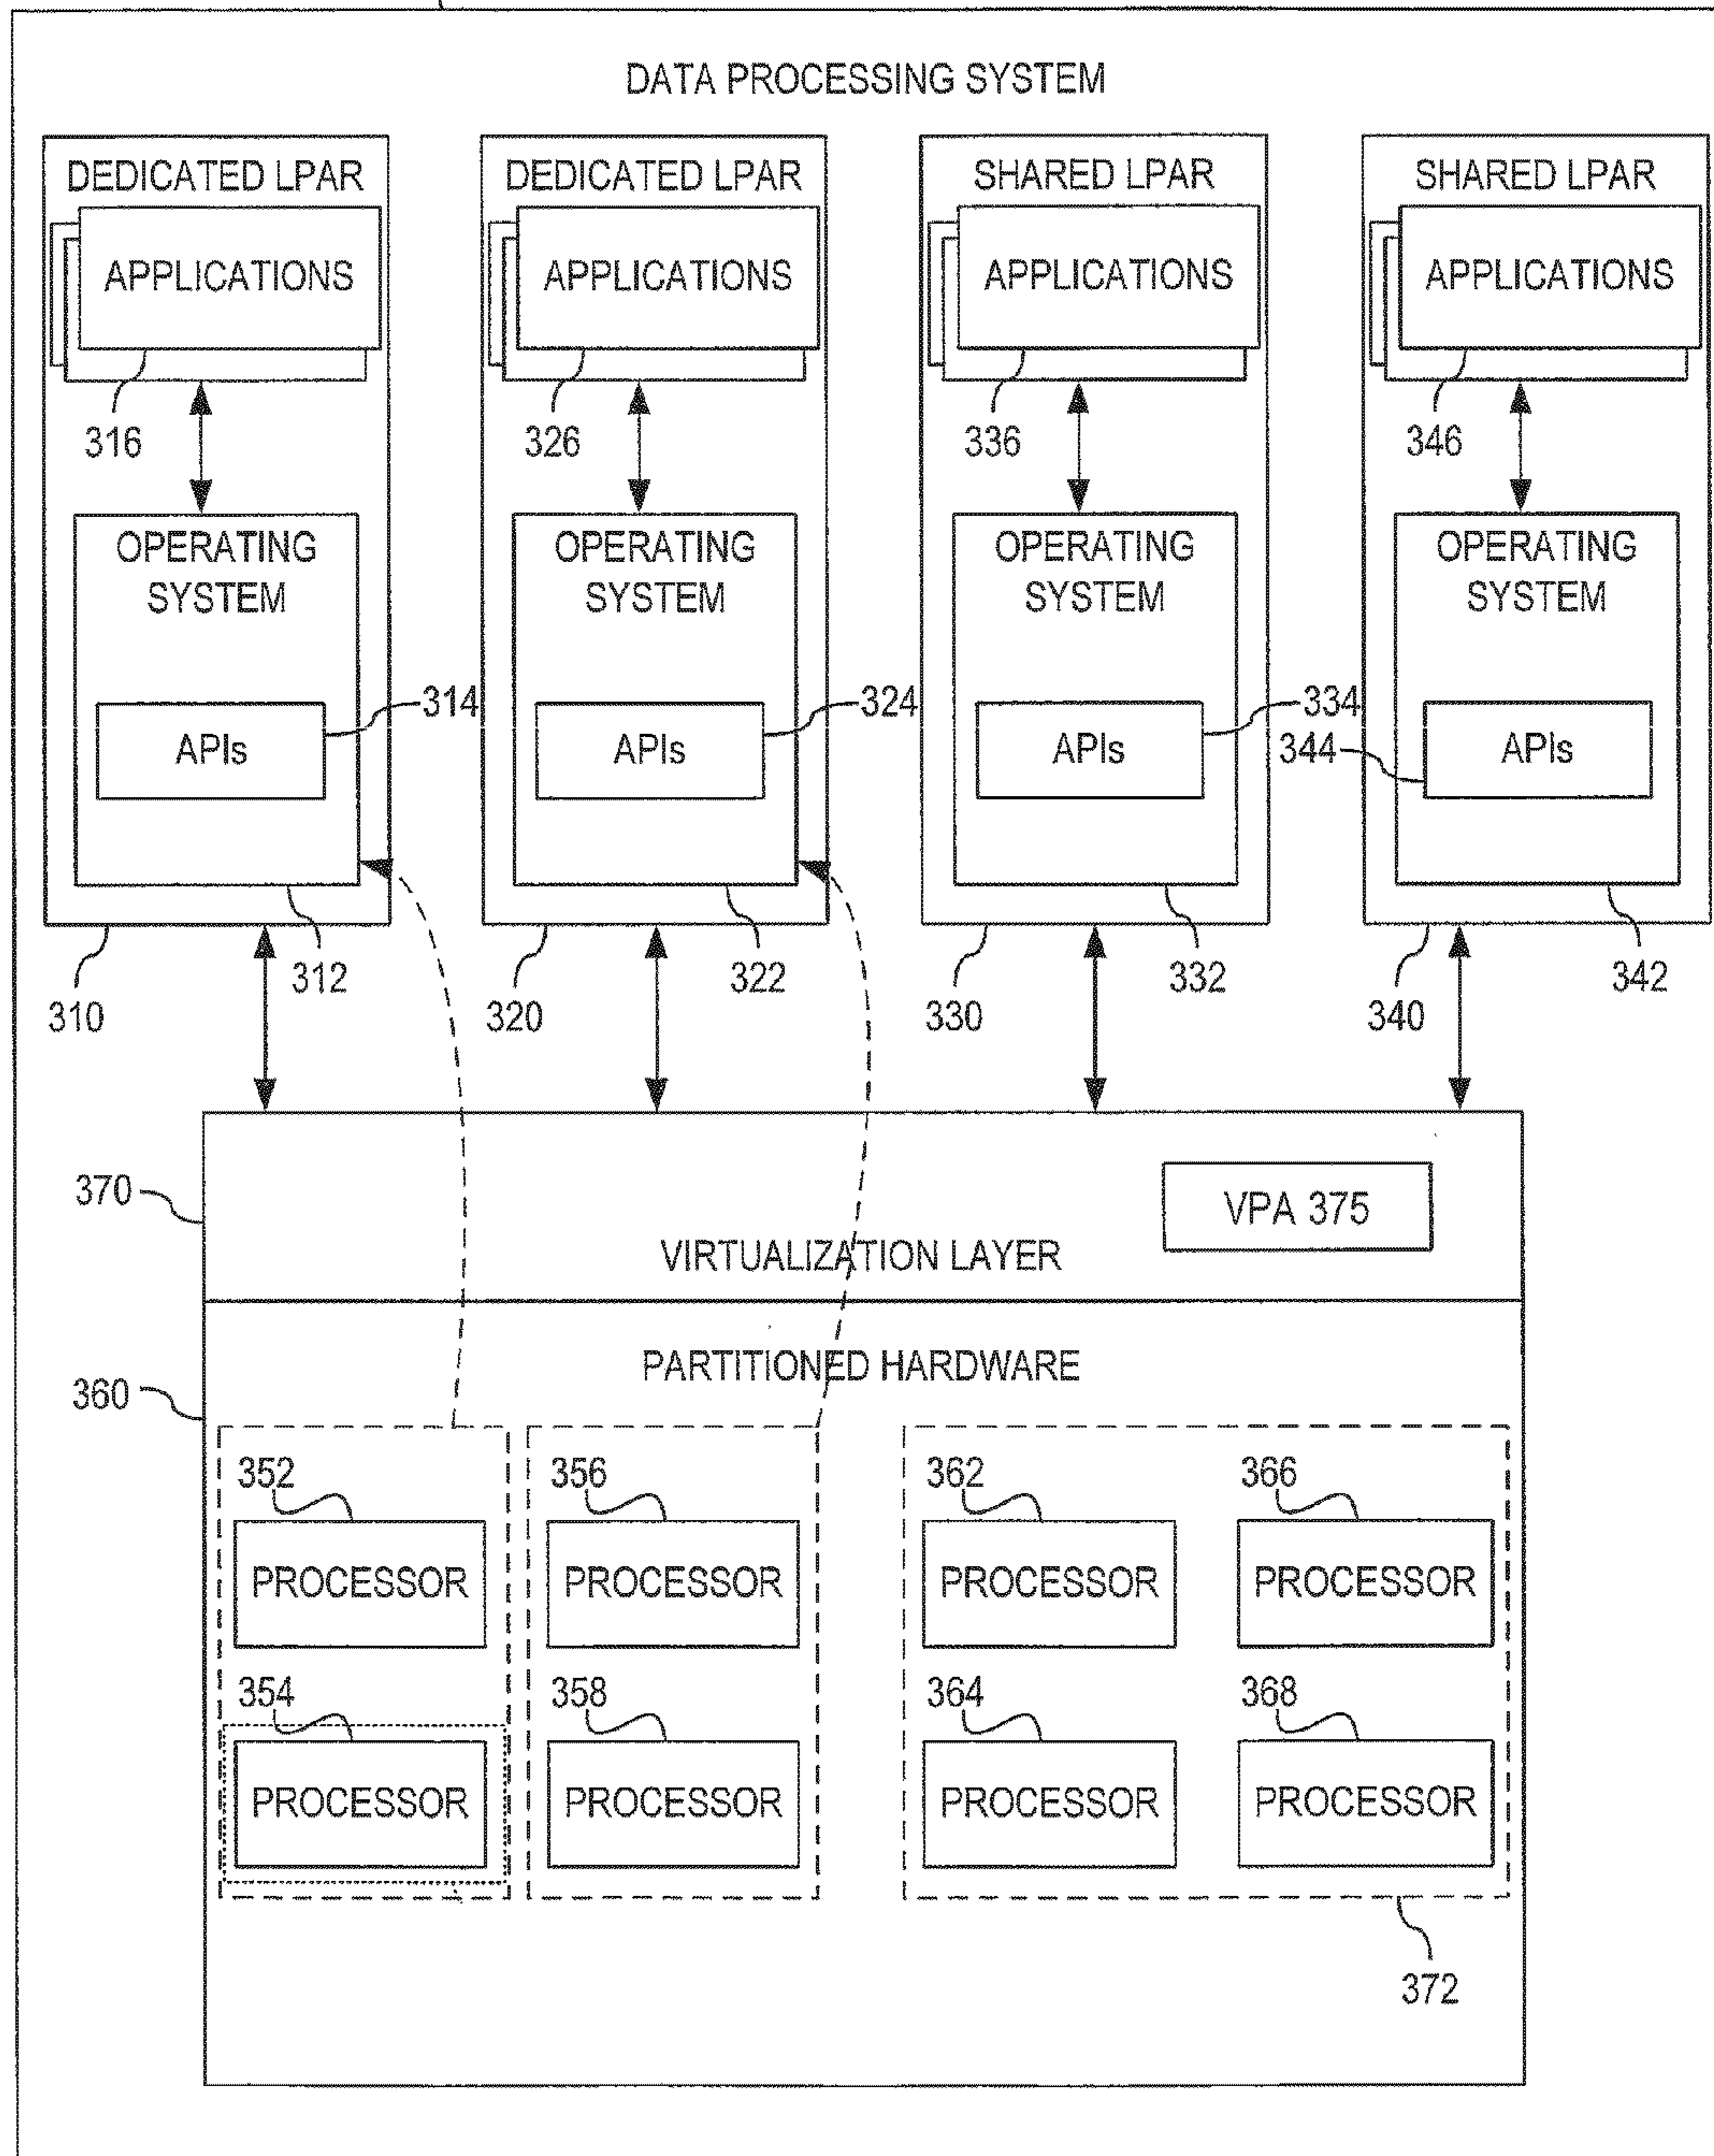 DATA PROCESSING SYSTEM
DEDICATED LPAR
APPLICATIONS
316
OPERATING
SYSTEM
314
APIs
312
310
DEDICATED LPAR
APPLICATIONS
326
OPERATING
SYSTEM
324
APIs
322
320
SHARED LPAR
APPLICATIONS
336
OPERATING
SYSTEM
334
APIs
332
330
SHARED LPAR
APPLICATIONS
346
OPERATING
SYSTEM
344
APIs
342
340
370
VPA 375
VIRTUALIZATION LAYER
PARTITIONED HARDWARE
360
352
PROCESSOR
354
PROCESSOR
356
PROCESSOR
358
PROCESSOR
362
PROCESSOR
366
PROCESSOR
364
PROCESSOR
368
PROCESSOR
372